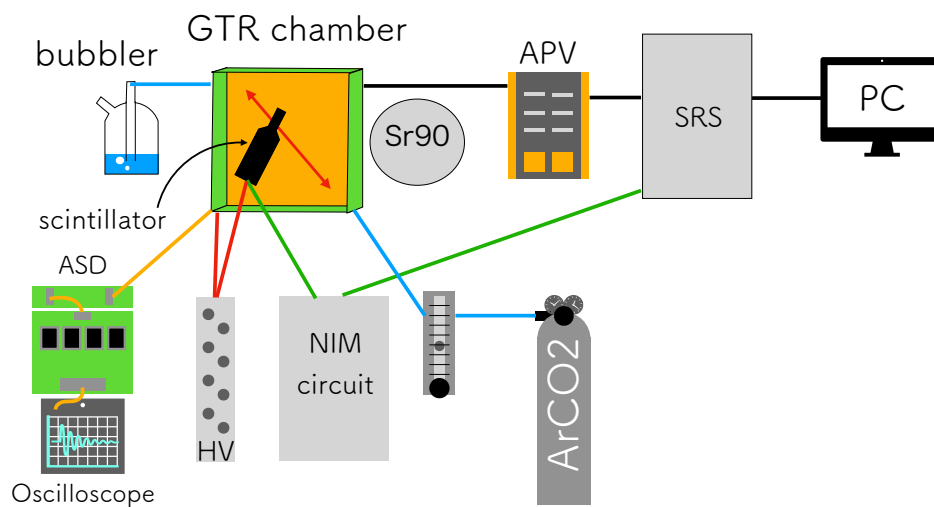 GTR chamber
bubbler
APV
PC
SRS
Sr90
scintillator
ASD
NIM
circuit
ArCO2
HV
Oscilloscope